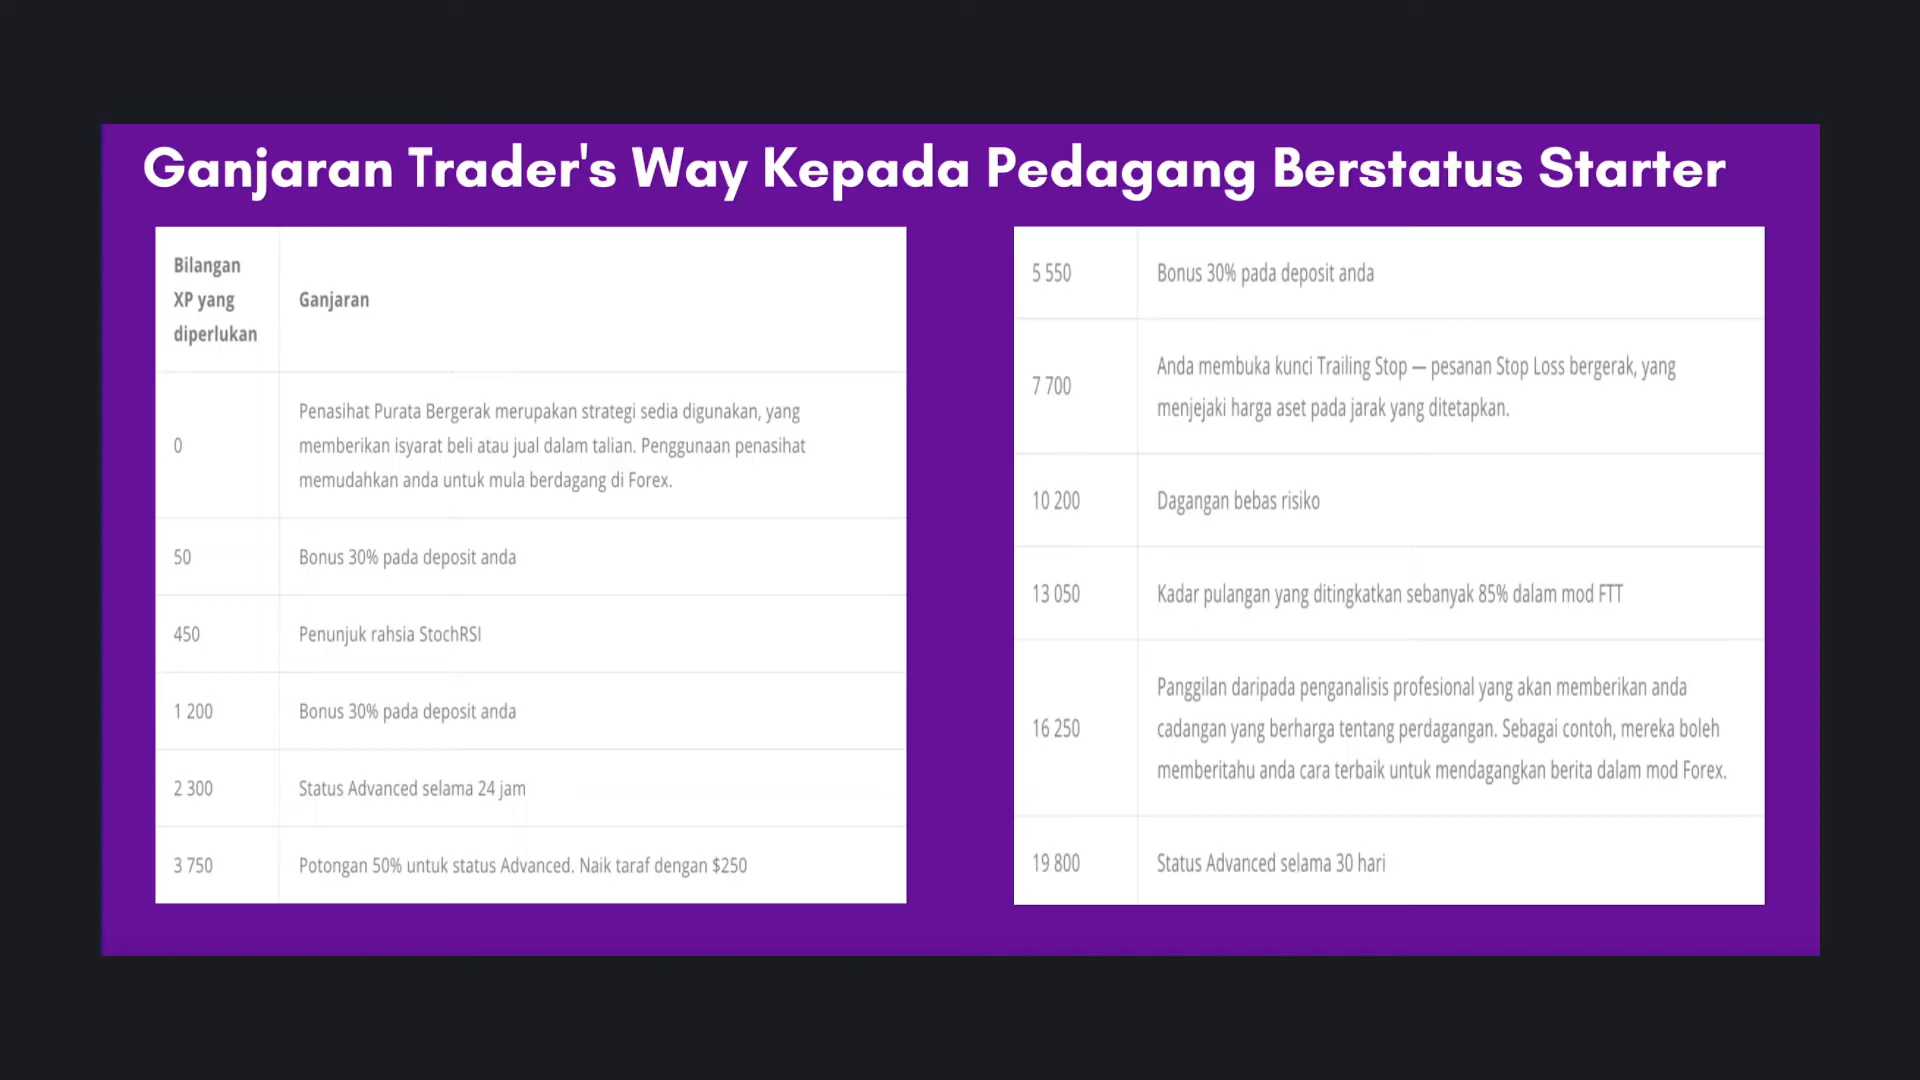 Ganjaran Trader's Way Kepada Pedagang Berstatus Starter
Bilangan
XP yang
diperlukan
Ganjaran
0
Penasihat Purata Bergerak merupakan strategi sedia digunakan, yang
memberikan isyarat beli atau jual dalam talian. Penggunaan penasihat
memudahkan anda untuk mula berdagang di Forex.
50
Bonus 30% pada deposit anda
450
Penunjuk rahsia StochRSI
1 200
Bonus 30% pada deposit anda
2 300
Status Advanced selama 24 jam
3 750
Potongan 50% untuk status Advanced. Naik taraf dengan $250
5 550
Bonus 30% pada deposit anda
7 700
Anda membuka kunci Trailing Stop — pesanan Stop Loss bergerak, yang
menjejaki harga aset pada jarak yang ditetapkan.
10 200
Dagangan bebas risiko
13 050
Kadar pulangan yang ditingkatkan sebanyak 85% dalam mod FTT
16 250
Panggilan daripada penganalisis profesional yang akan memberikan anda
cadangan yang berharga tentang perdagangan. Sebagai contoh, mereka boleh
memberitahu anda cara terbaik untuk mendagangkan berita dalam mod Forex.
19 800
Status Advanced selama 30 hari